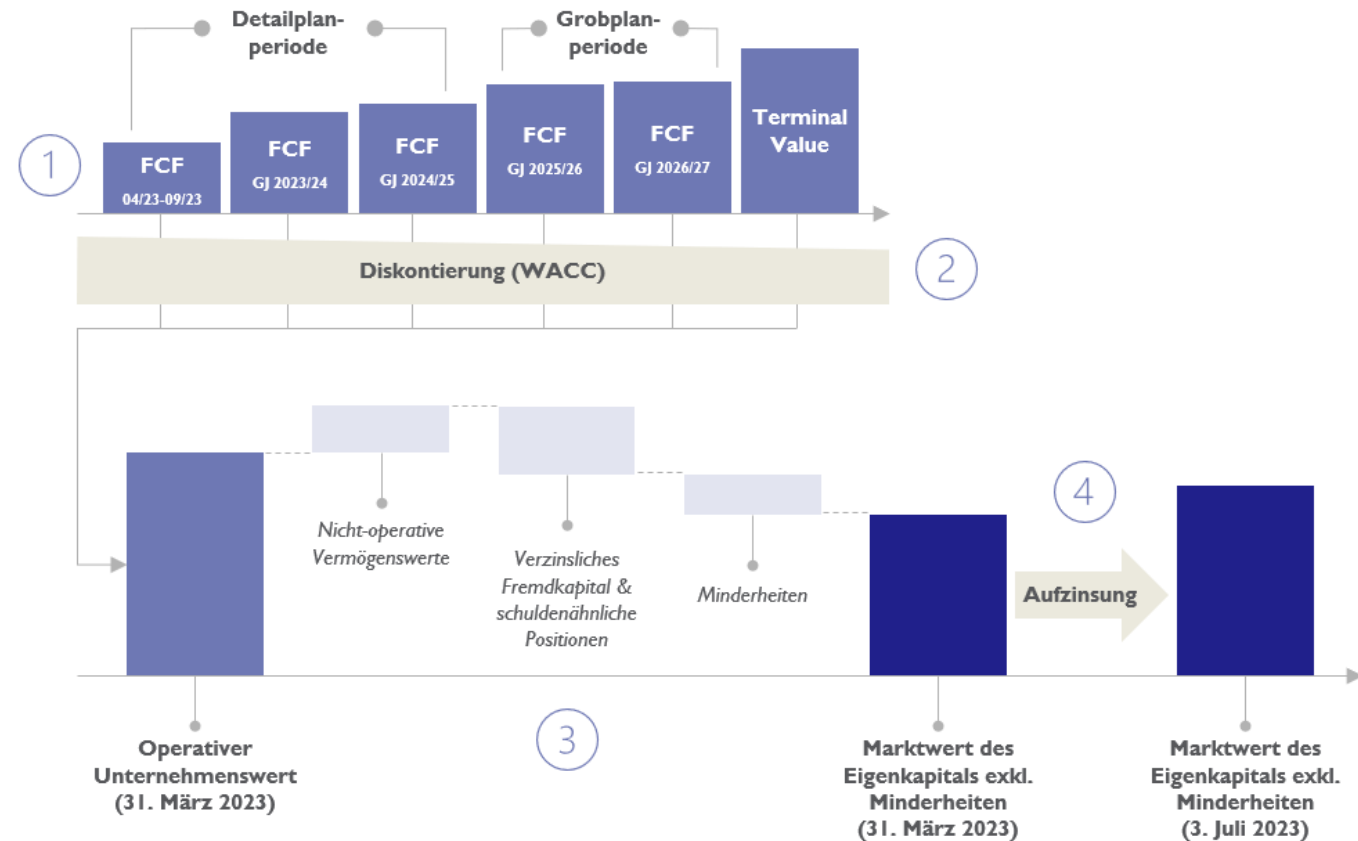 Detailplan-
periode
Grobplan-
periode
1
FCF
04/23-09/23
FCF
GJ 2023/24
FCF
GJ 2024/25
FCF
GJ 2025/26
FCF
GJ 2026/27
Terminal
Value
Diskontierung (WACC)
2
Nicht-operative
Vermögenswerte
Verzinsliches
Fremdkapital &
schuldenähnliche
Positionen
Minderheiten
4
Aufzinsung
3
Operativer
Unternehmenswert
(31. März 2023)
Marktwert des
Eigenkapitals exkl.
Minderheiten
(31. März 2023)
Marktwert des
Eigenkapitals exkl.
Minderheiten
(3. Juli 2023)